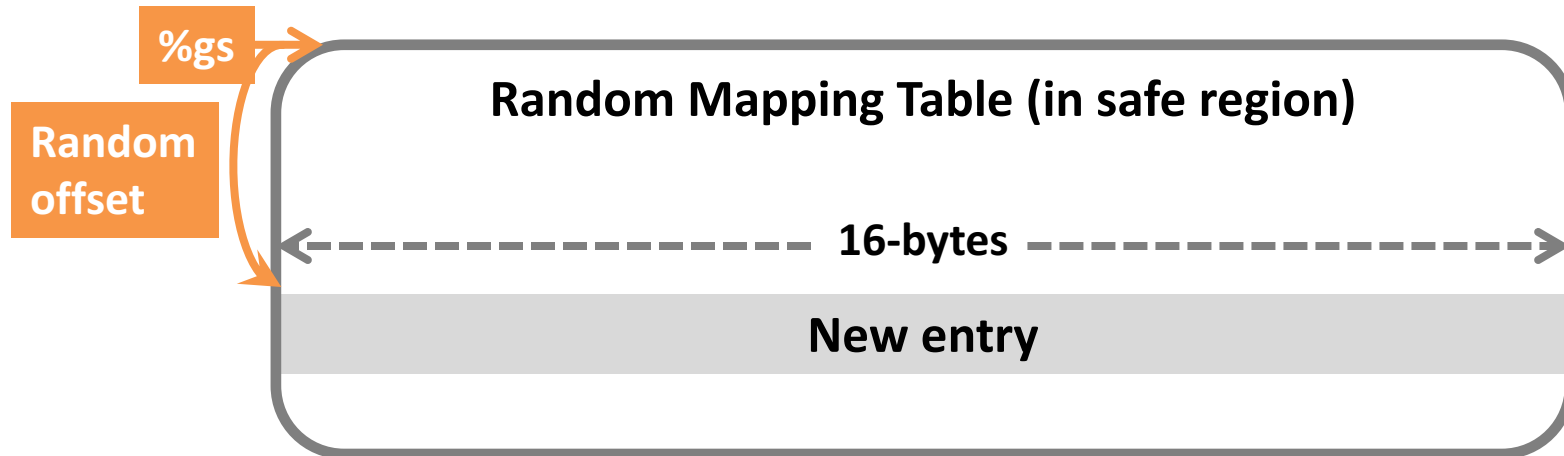 %gs
Random Mapping Table (in safe region)
Random
offset
16-bytes
New entry